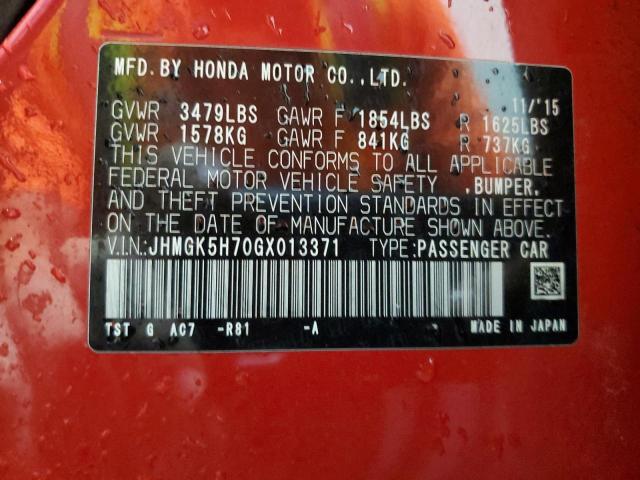 MFD.BY HONDA MOTOR CO.,LTD.
11/'15
GVWR 3479LBS GAWR F 1854LBS R 1625LBS
GVWR 1578KG GAWR F 841KG R 737KG
THIS VEHICLE CONFORMS TO ALL APPLICABLE
FEDERAL MOTOR VEHICLE SAFETY ,BUMPER,
AND THEFT PREVENTION STANDARDS IN EFFECT
ON THE DATE OF MANUFACTURE SHOWN ABOVE.
V.I.N:JHMGK5H70GX013371 TYPE:PASSENGER CAR
TST G AC7 -R81 -A MADE IN JAPAN